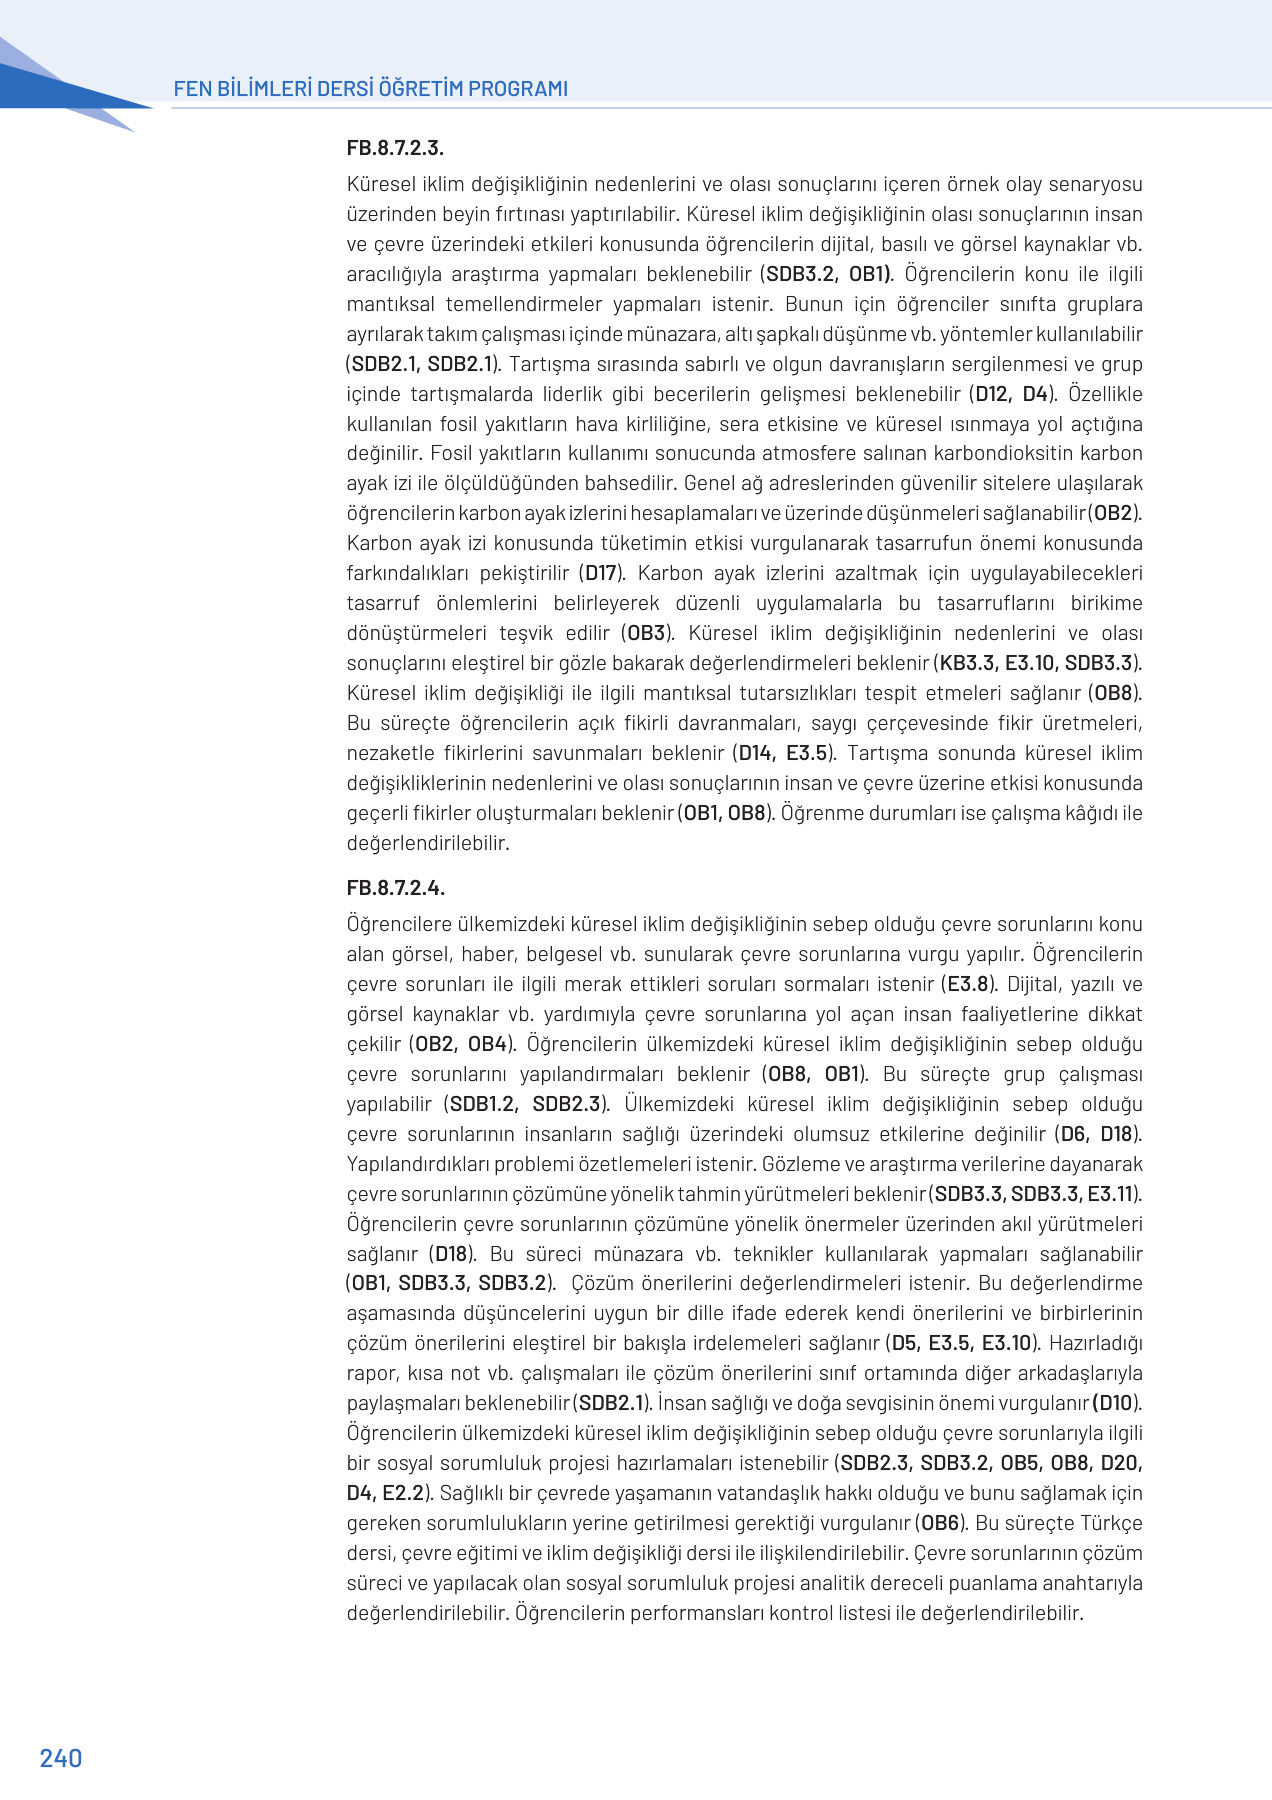 FEN BİLİMLERİ DERSİ ÖĞRETİM PROGRAMI
FB.8.7.2.3.
Küresel iklim değişikliğinin nedenlerini ve olası sonuçlarını içeren örnek olay senaryosu
üzerinden beyin fırtınası yaptırılabilir. Küresel iklim değişikliğinin olası sonuçlarının insan
ve çevre üzerindeki etkileri konusunda öğrencilerin dijital, basılı ve görsel kaynaklar vb.
aracılığıyla araştırma yapmaları beklenebilir (SDB3.2, OB1). Öğrencilerin konu ile ilgili
mantıksal temellendirmeler yapmaları istenir. Bunun için öğrenciler sınıfta gruplara
ayrılarak takım çalışması içinde münazara, altı şapkalı düşünme vb. yöntemler kullanılabilir
(SDB2.1, SDB2.1). Tartışma sırasında sabırlı ve olgun davranışların sergilenmesi ve grup
içinde tartışmalarda liderlik gibi becerilerin gelişmesi beklenebilir (D12, D4). Özellikle
kullanılan fosil yakıtların hava kirliliğine, sera etkisine ve küresel ısınmaya yol açtığına
değinilir. Fosil yakıtların kullanımı sonucunda atmosfere salınan karbondioksitin karbon
ayak izi ile ölçüldüğünden bahsedilir. Genel ağ adreslerinden güvenilir sitelere ulaşılarak
öğrencilerin karbon ayak izlerini hesaplamaları ve üzerinde düşünmeleri sağlanabilir (OB2).
Karbon ayak izi konusunda tüketimin etkisi vurgulanarak tasarrufun önemi konusunda
farkındalıkları pekiştirilir (D17). Karbon ayak izlerini azaltmak için uygulayabilecekleri
tasarruf önlemlerini belirleyerek düzenli uygulamalarla bu tasarruflarını birikime
dönüştürmeleri teşvik edilir (OB3). Küresel iklim değişikliğinin nedenlerini ve olası
sonuçlarını eleştirel bir gözle bakarak değerlendirmeleri beklenir (KB3.3, E3.10, SDB3.3).
Küresel iklim değişikliği ile ilgili mantıksal tutarsızlıkları tespit etmeleri sağlanır (OB8).
Bu süreçte öğrencilerin açık fikirli davranmaları, saygı çerçevesinde fikir üretmeleri,
nezaketle fikirlerini savunmaları beklenir (D14, E3.5). Tartışma sonunda küresel iklim
değişikliklerinin nedenlerini ve olası sonuçlarının insan ve çevre üzerine etkisi konusunda
geçerli fikirler oluşturmaları beklenir (OB1, OB8). Öğrenme durumları ise çalışma kâğıdı ile
değerlendirilebilir.
FB.8.7.2.4.
Öğrencilere ülkemizdeki küresel iklim değişikliğinin sebep olduğu çevre sorunlarını konu
alan görsel, haber, belgesel vb. sunularak çevre sorunlarına vurgu yapılır. Öğrencilerin
çevre sorunları ile ilgili merak ettikleri soruları sormaları istenir (E3.8). Dijital, yazılı ve
görsel kaynaklar vb. yardımıyla çevre sorunlarına yol açan insan faaliyetlerine dikkat
çekilir (OB2, OB4). Öğrencilerin ülkemizdeki küresel iklim değişikliğinin sebep olduğu
çevre sorunlarını yapılandırmaları beklenir (OB8, OB1). Bu süreçte grup çalışması
yapılabilir (SDB1.2, SDB2.3). Ülkemizdeki küresel iklim değişikliğinin sebep olduğu
çevre sorunlarının insanların sağlığı üzerindeki olumsuz etkilerine değinilir (D6, D18).
Yapılandırdıkları problemi özetlemeleri istenir. Gözleme ve araştırma verilerine dayanarak
çevre sorunlarının çözümüne yönelik tahmin yürütmeleri beklenir (SDB3.3, SDB3.3, E3.11).
Öğrencilerin çevre sorunlarının çözümüne yönelik önermeler üzerinden akıl yürütmeleri
sağlanır (D18). Bu süreci münazara vb. teknikler kullanılarak yapmaları sağlanabilir
(OB1, SDB3.3, SDB3.2). Çözüm önerilerini değerlendirmeleri istenir. Bu değerlendirme
aşamasında düşüncelerini uygun bir dille ifade ederek kendi önerilerini ve birbirlerinin
çözüm önerilerini eleştirel bir bakışla irdelemeleri sağlanır (D5, E3.5, E3.10). Hazırladığı
rapor, kısa not vb. çalışmaları ile çözüm önerilerini sınıf ortamında diğer arkadaşlarıyla
paylaşmaları beklenebilir (SDB2.1). İnsan sağlığı ve doğa sevgisinin önemi vurgulanır (D10).
Öğrencilerin ülkemizdeki küresel iklim değişikliğinin sebep olduğu çevre sorunlarıyla ilgili
bir sosyal sorumluluk projesi hazırlamaları istenebilir (SDB2.3, SDB3.2, OB5, OB8, D20,
D4, E2.2). Sağlıklı bir çevrede yaşamanın vatandaşlık hakkı olduğu ve bunu sağlamak için
gereken sorumlulukların yerine getirilmesi gerektiği vurgulanır (OB6). Bu süreçte Türkçe
dersi, çevre eğitimi ve iklim değişikliği dersi ile ilişkilendirilebilir. Çevre sorunlarının çözüm
süreci ve yapılacak olan sosyal sorumluluk projesi analitik dereceli puanlama anahtarıyla
değerlendirilebilir. Öğrencilerin performansları kontrol listesi ile değerlendirilebilir.
240